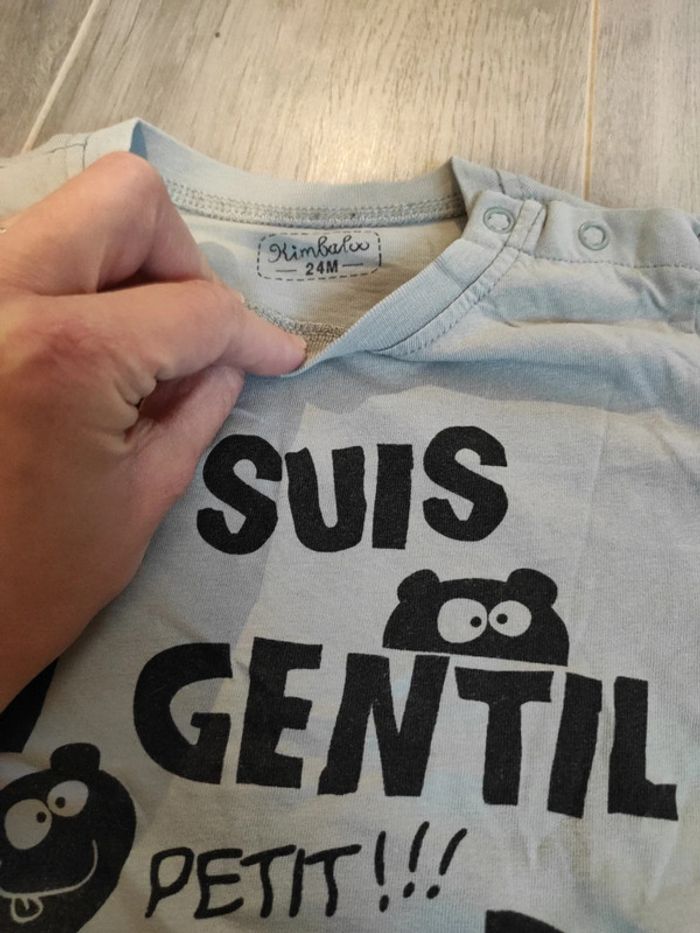 Kimbaloo
24M
SUIS
GENTIL
PETIT!!!